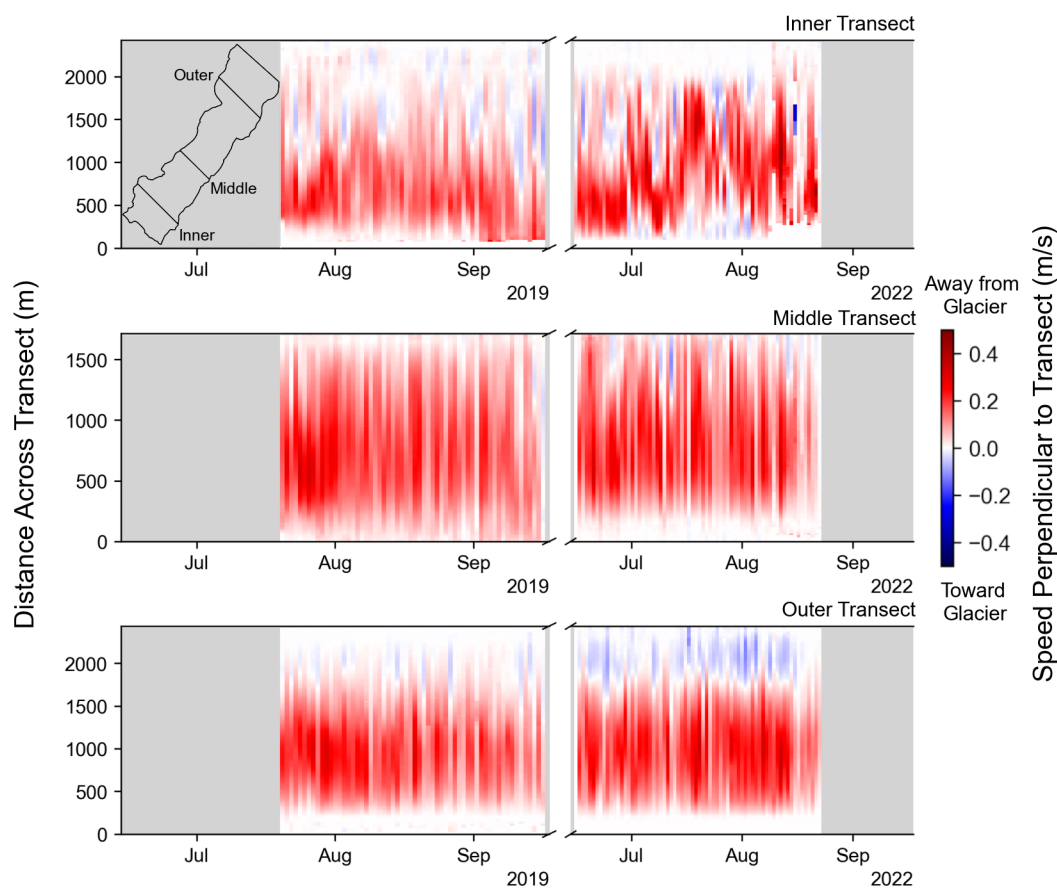 Inner Transect
2000
1500
1000
500
0
Outer
Middle
Inner
Jul
Aug
Sep
2019
Jul
Aug
Sep
2022
Middle Transect
1500
1000
500
0
Jul
Aug
Sep
2019
Jul
Aug
Sep
2022
Outer Transect
2000
1500
1000
500
0
Jul
Aug
Sep
2019
Jul
Aug
Sep
2022
Distance Across Transect (m)
Away from
Glacier
0.4
0.2
0.0
−0.2
−0.4
Toward
Glacier
Speed Perpendicular to Transect (m/s)